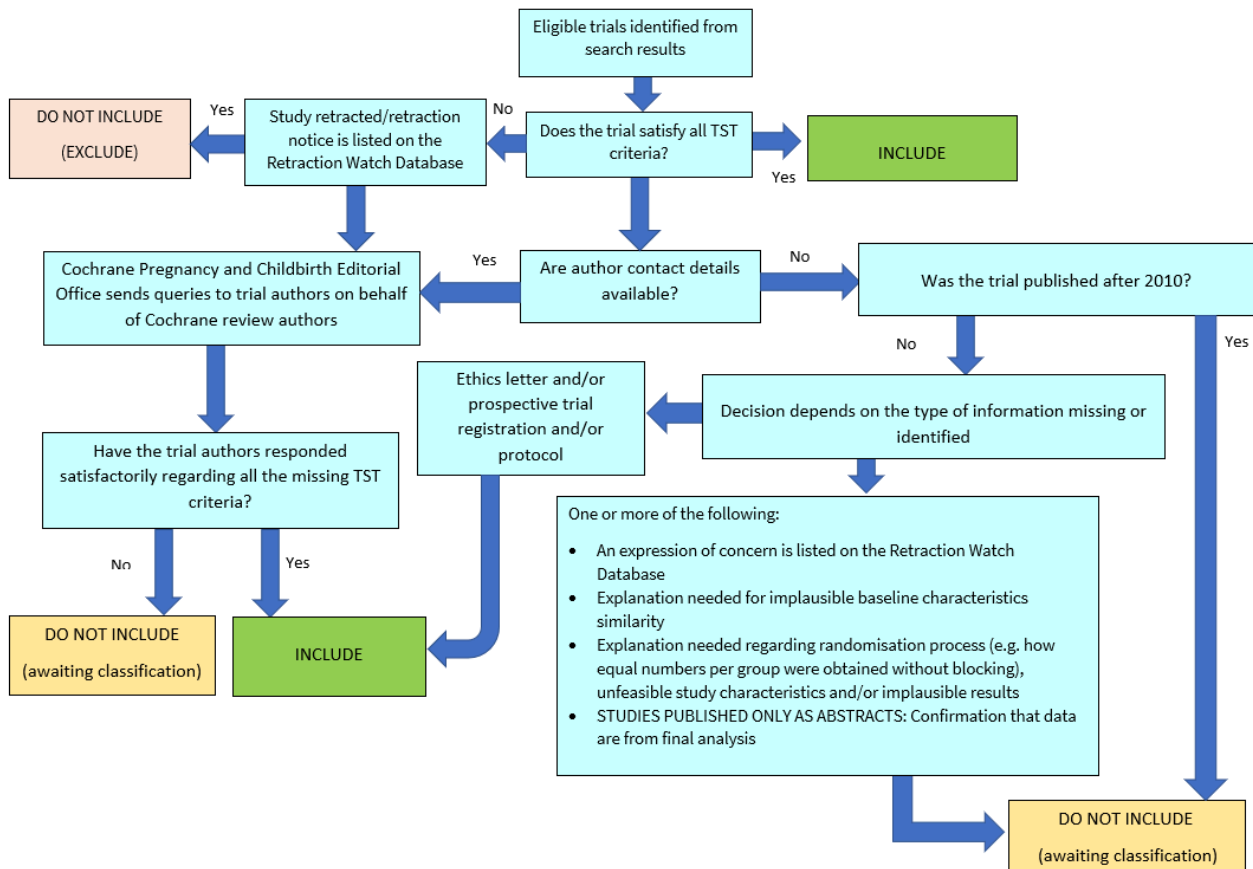 Eligible trials identified from
search results
DO NOT INCLUDE
(EXCLUDE)
Yes
Study retracted/retraction
notice is listed on the
Retraction Watch Database
No
Does the trial satisfy all TST
criteria?
Yes
INCLUDE
Cochrane Pregnancy and Childbirth Editorial
Office sends queries to trial authors on behalf
of Cochrane review authors
Yes
Are author contact details
available?
No
Was the trial published after 2010?
No
Yes
Ethics letter and/or
prospective trial
registration and/or
protocol
Decision depends on the type of information missing or
identified
Have the trial authors responded
satisfactorily regarding all the missing TST
criteria?
No
Yes
DO NOT INCLUDE
(awaiting classification)
INCLUDE
One or more of the following:
• An expression of concern is listed on the Retraction Watch
Database
• Explanation needed for implausible baseline characteristics
similarity
• Explanation needed regarding randomisation process (e.g. how
equal numbers per group were obtained without blocking),
unfeasible study characteristics and/or implausible results
• STUDIES PUBLISHED ONLY AS ABSTRACTS: Confirmation that data
are from final analysis
DO NOT INCLUDE
(awaiting classification)